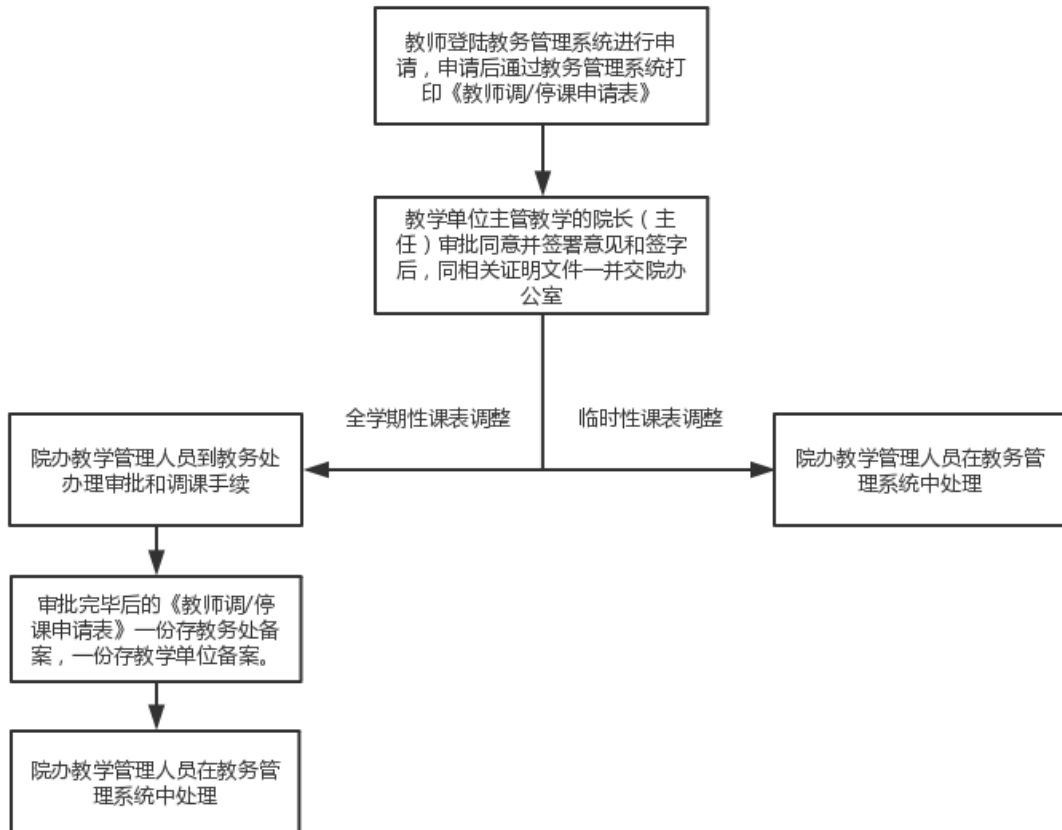 教师登陆教务管理系统进行申
请，申请后通过教务管理系统打
印《教师调/停课申请表》
教学单位主管教学的院长（主
任）审批同意并签署意见和签字
后，同相关证明文件一并交院办
公室
全学期性课表调整
临时性课表调整
院办教学管理人员到教务处
办理审批和调课手续
院办教学管理人员在教务管
理系统中处理
审批完毕后的《教师调/停
课申请表》一份存教务处备
案，一份存教学单位备案。
院办教学管理人员在教务管
理系统中处理